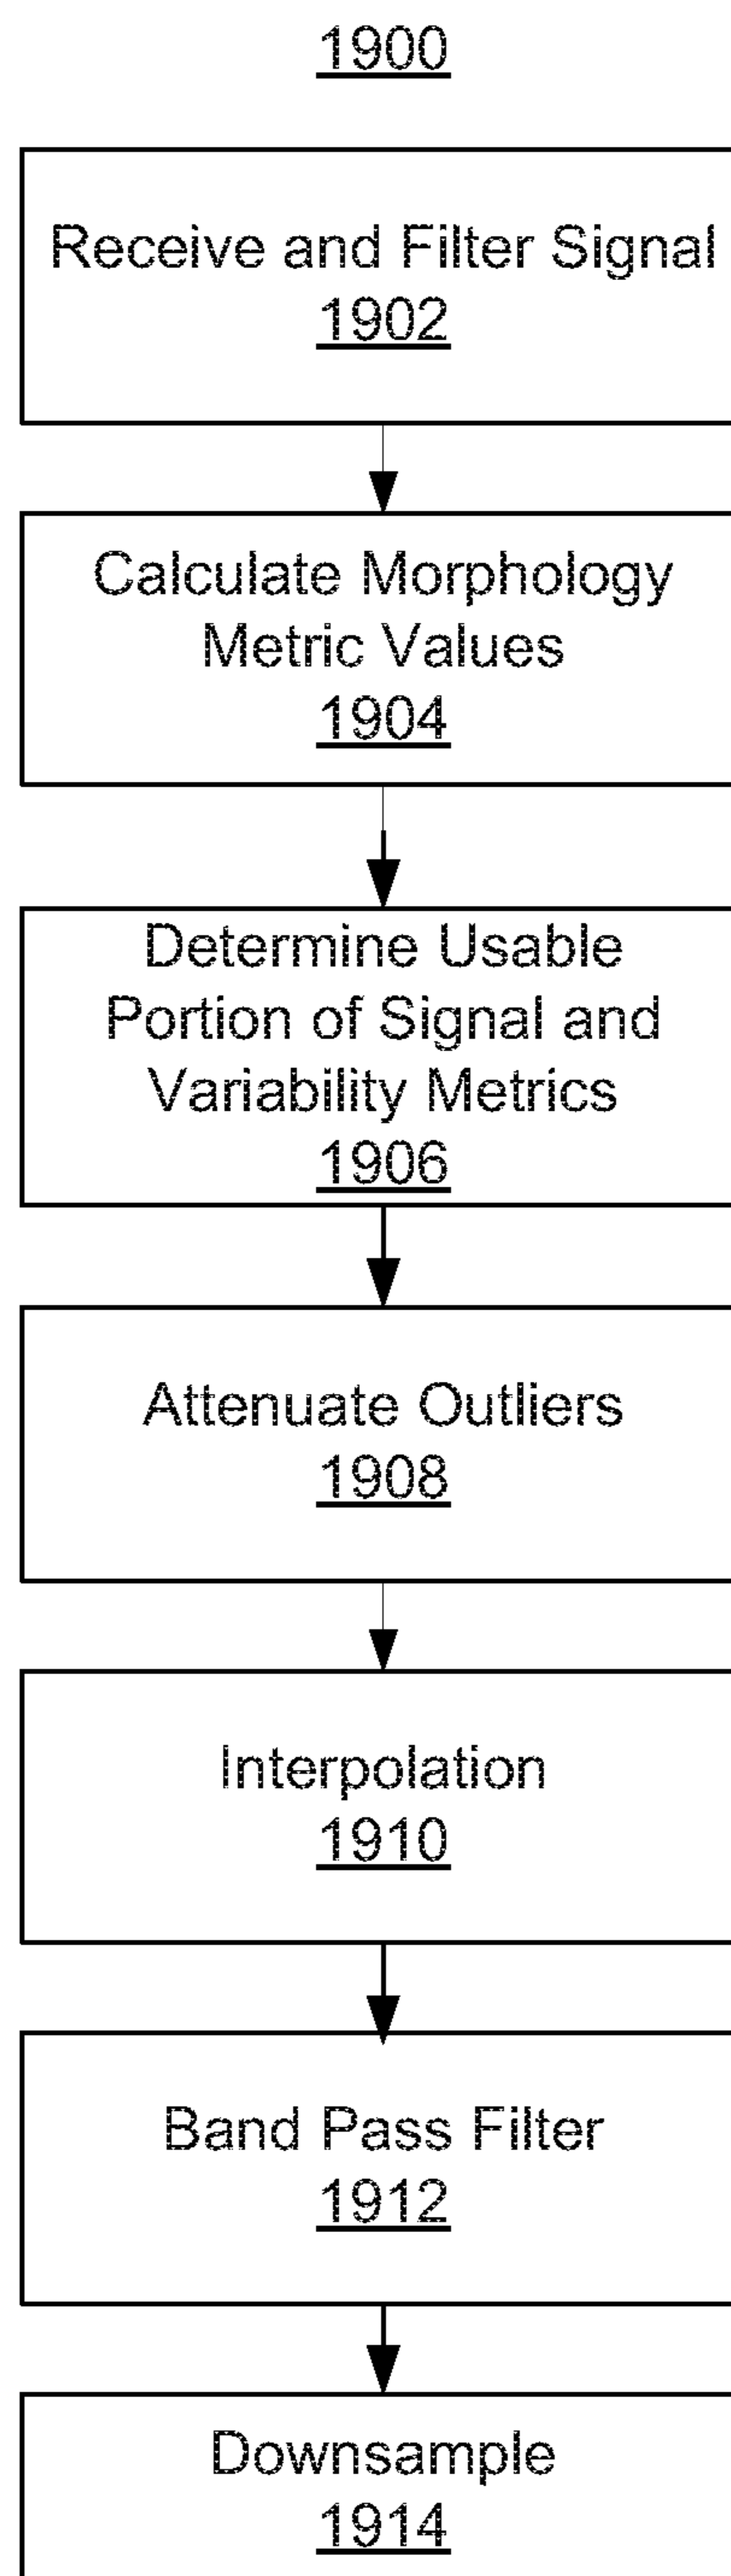 1900
Receive and Filter Signal
1902
Calculate Morphology
Metric Values
1904
Determine Usable
Portion of Signal and
Variability Metrics
1906
Attenuate Outliers
1908
Interpolation
1910
Band Pass Filter
1912
Downsample
1914